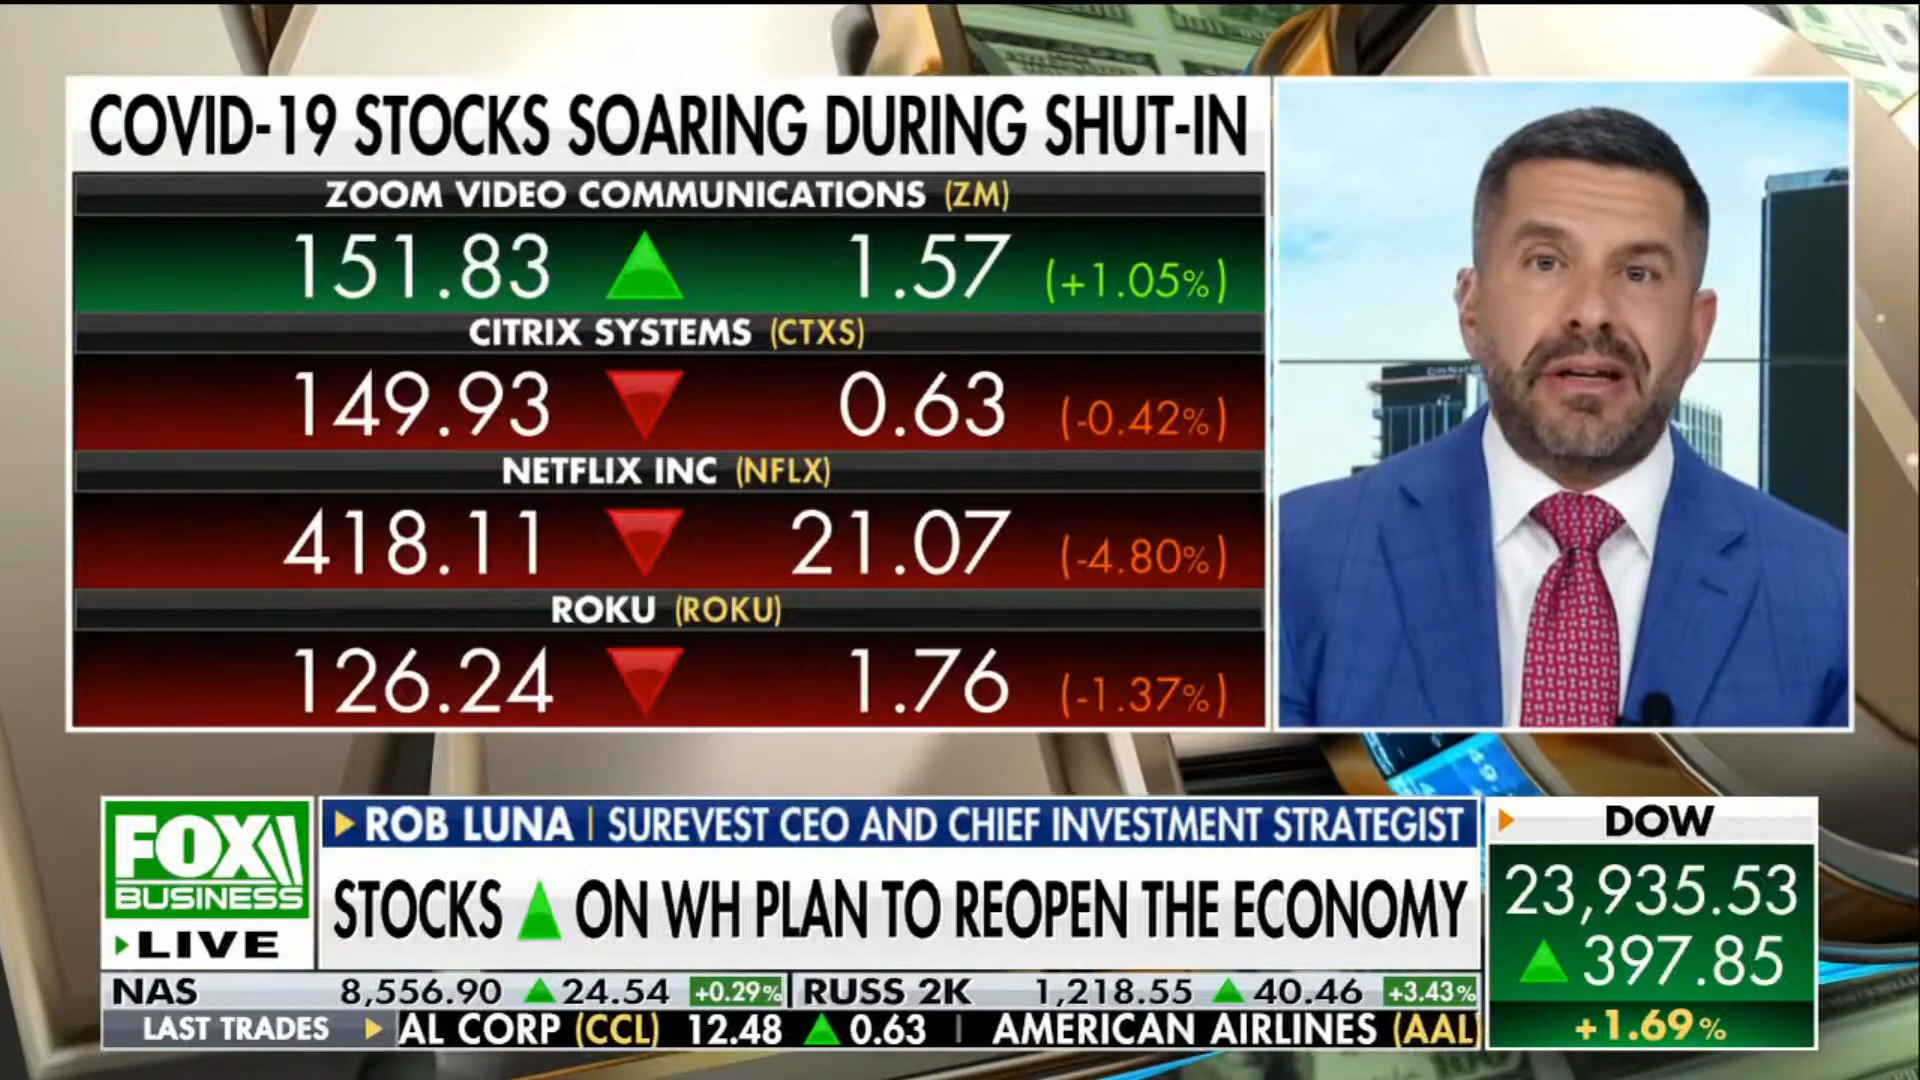 COVID-19 STOCKS SOARING DURING SHUT-IN
ZOOM VIDEO COMMUNICATIONS (ZM)
151.83 ▲ 1.57 (+1.05%)
CITRIX SYSTEMS (CTXS)
149.93 ▼ 0.63 (-0.42%)
NETFLIX INC (NFLX)
418.11 ▼ 21.07 (-4.80%)
ROKU (ROKU)
126.24 ▼ 1.76 (-1.37%)
FOX
BUSINESS
LIVE
ROB LUNA | SUREVEST CEO AND CHIEF INVESTMENT STRATEGIST
STOCKS ▲ ON WH PLAN TO REOPEN THE ECONOMY
DOW
23,935.53
▲ 397.85
+1.69%
NAS 8,556.90 ▲ 24.54 +0.29% RUSS 2K 1,218.55 ▲ 40.46 +3.43%
LAST TRADES AL CORP (CCL) 12.48 ▲ 0.63 | AMERICAN AIRLINES (AAL)